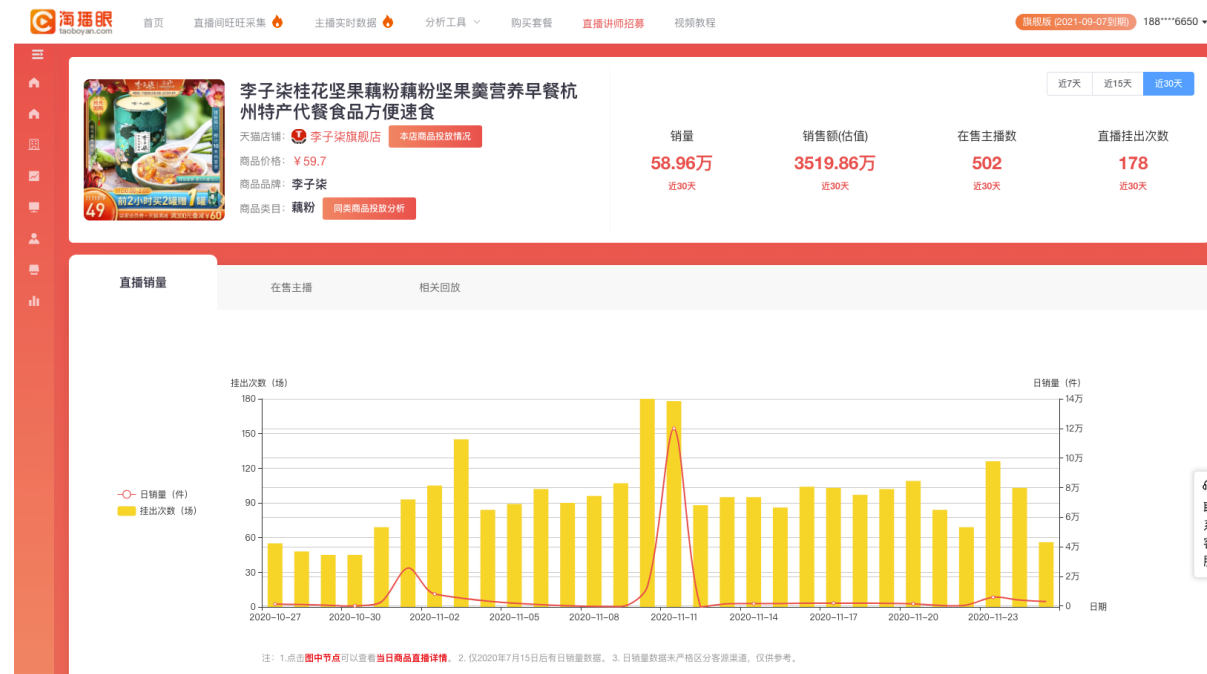 淘播眼
taoboyan.com
首页
直播间旺旺采集
主播实时数据
分析工具
购买套餐
直播讲师招募
视频教程
旗舰版 (2021-09-07到期)
188****6650
近7天
近15天
近30天
李子柒桂花坚果藕粉藕粉坚果羹营养早餐杭
州特产代餐食品方便速食
天猫店铺: 李子柒旗舰店 本店商品投放情况
商品价格: ¥ 59.7
商品品牌: 李子柒
商品类目: 藕粉 同类商品投放分析
49
前2小时买2罐赠1罐
满300元叠减¥60
销量
58.96万
近30天
销售额(估值)
3519.86万
近30天
在售主播数
502
近30天
直播挂出次数
178
近30天
直播销量
在售主播
相关回放
挂出次数（场）
日销量（件）
180
150
120
90
60
30
0
14万
12万
10万
8万
6万
4万
2万
0
日期
日销量（件）
挂出次数（场）
2020-10-27
2020-10-30
2020-11-02
2020-11-05
2020-11-08
2020-11-11
2020-11-14
2020-11-17
2020-11-20
2020-11-23
注: 1.点击图中节点可以查看当日商品直播详情。 2. 仅2020年7月15日后有日销量数据。 3. 日销量数据未严格区分客源渠道，仅供参考。